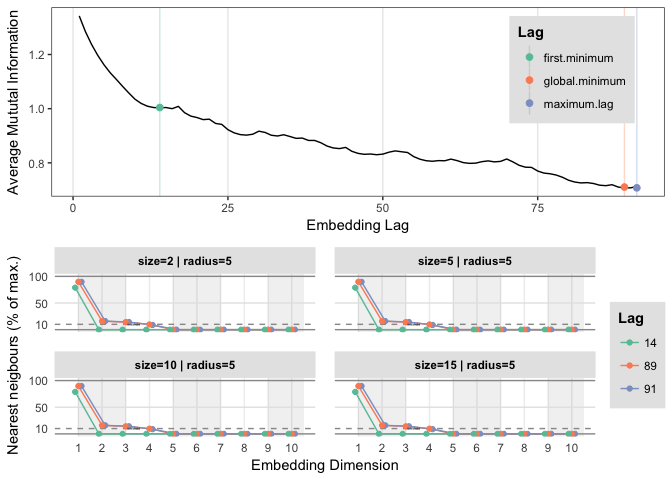 Average Mututal Information
1.2
1.0
0.8
0
25
50
75
Embedding Lag
Lag
first.minimum
global.minimum
maximum.lag
Nearest neigbours (% of max.)
size=2 | radius=5
size=5 | radius=5
100
50
10
size=10 | radius=5
size=15 | radius=5
100
50
10
1 2 3 4 5 6 7 8 9 10
1 2 3 4 5 6 7 8 9 10
Embedding Dimension
Lag
14
89
91